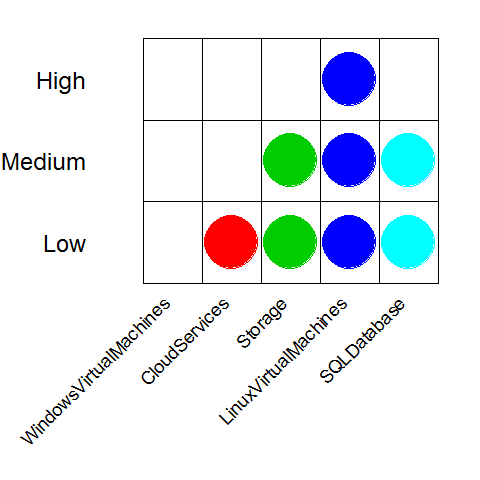 High
Medium
Low
WindowsVirtualMachines
CloudServices
Storage
LinuxVirtualMachines
SQLDatabase